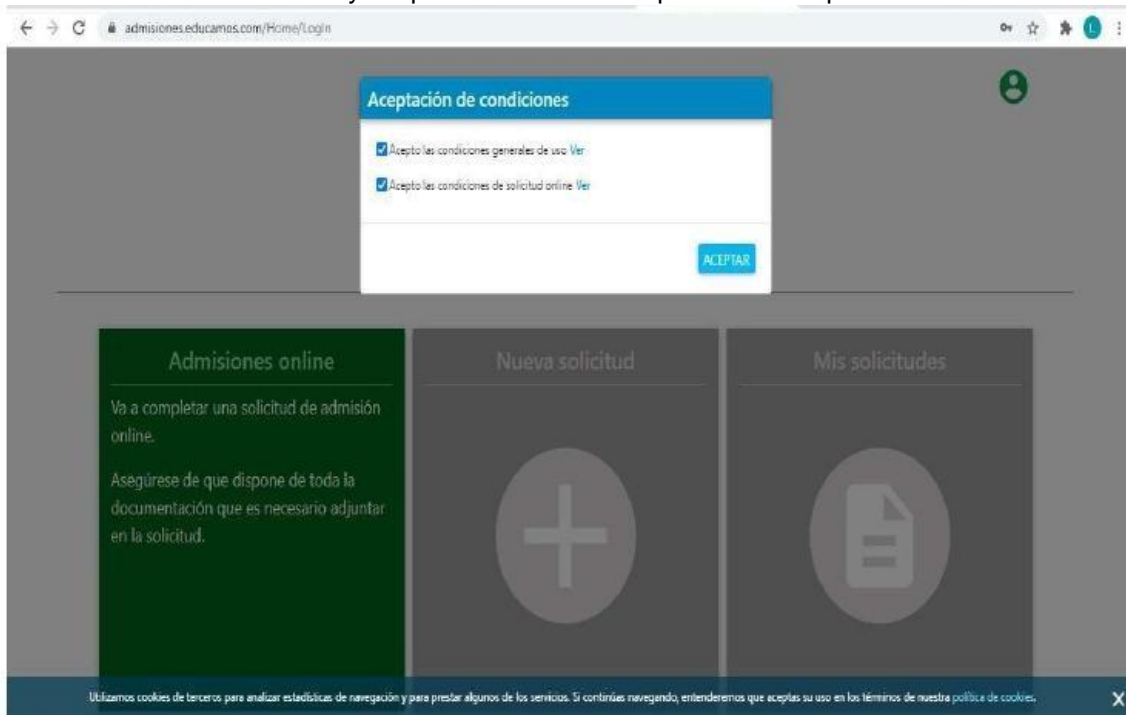 admisiones.educamos.com/Home/Login
L
Aceptación de condiciones
Acepto las condiciones generales de uso Ver
Acepto las condiciones de solicitud online Ver
ACEPTAR
Admisiones online
Va a completar una solicitud de admisión
online.
Asegúrese de que dispone de toda la
documentación que es necesario adjuntar
en la solicitud.
Nueva solicitud
Mis solicitudes
Utilizamos cookies de terceros para analizar estadísticas de navegación y para prestar algunos de los servicios. Si continúas navegando, entenderemos que aceptas su uso en los términos de nuestra política de cookies. X